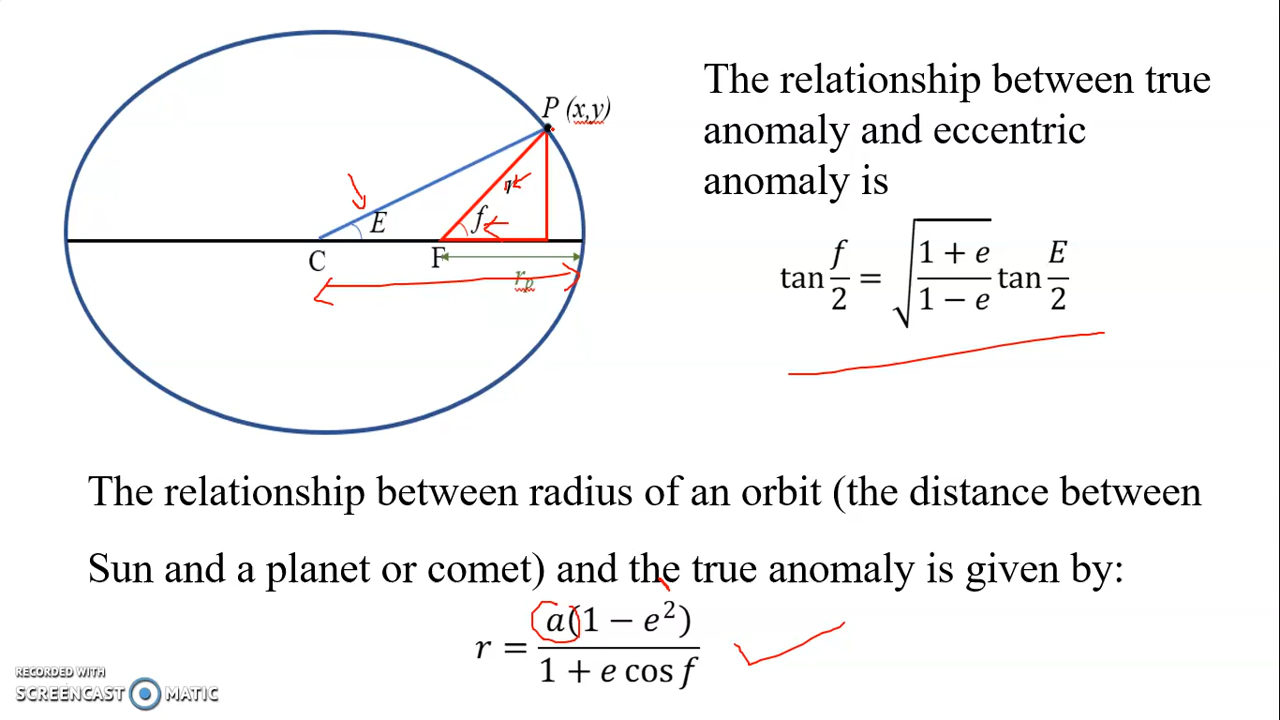 P (x,y)
r
E
f
C
F
r_p
The relationship between true
anomaly and eccentric
anomaly is
tan f/2 = √((1 + e)/(1 − e)) tan E/2
The relationship between radius of an orbit (the distance between
Sun and a planet or comet) and the true anomaly is given by:
r = a(1 − e²)/(1 + e cos f)
RECORDED WITH
SCREENCAST MATIC